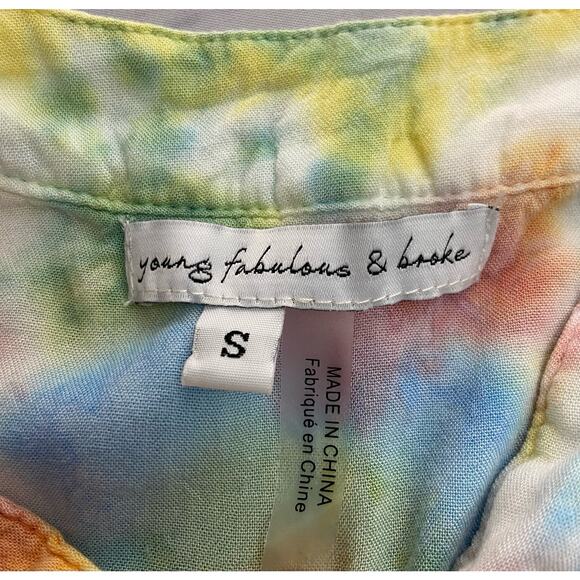 young fabulous & broke
S
MADE IN CHINA
Fabriqué en Chine